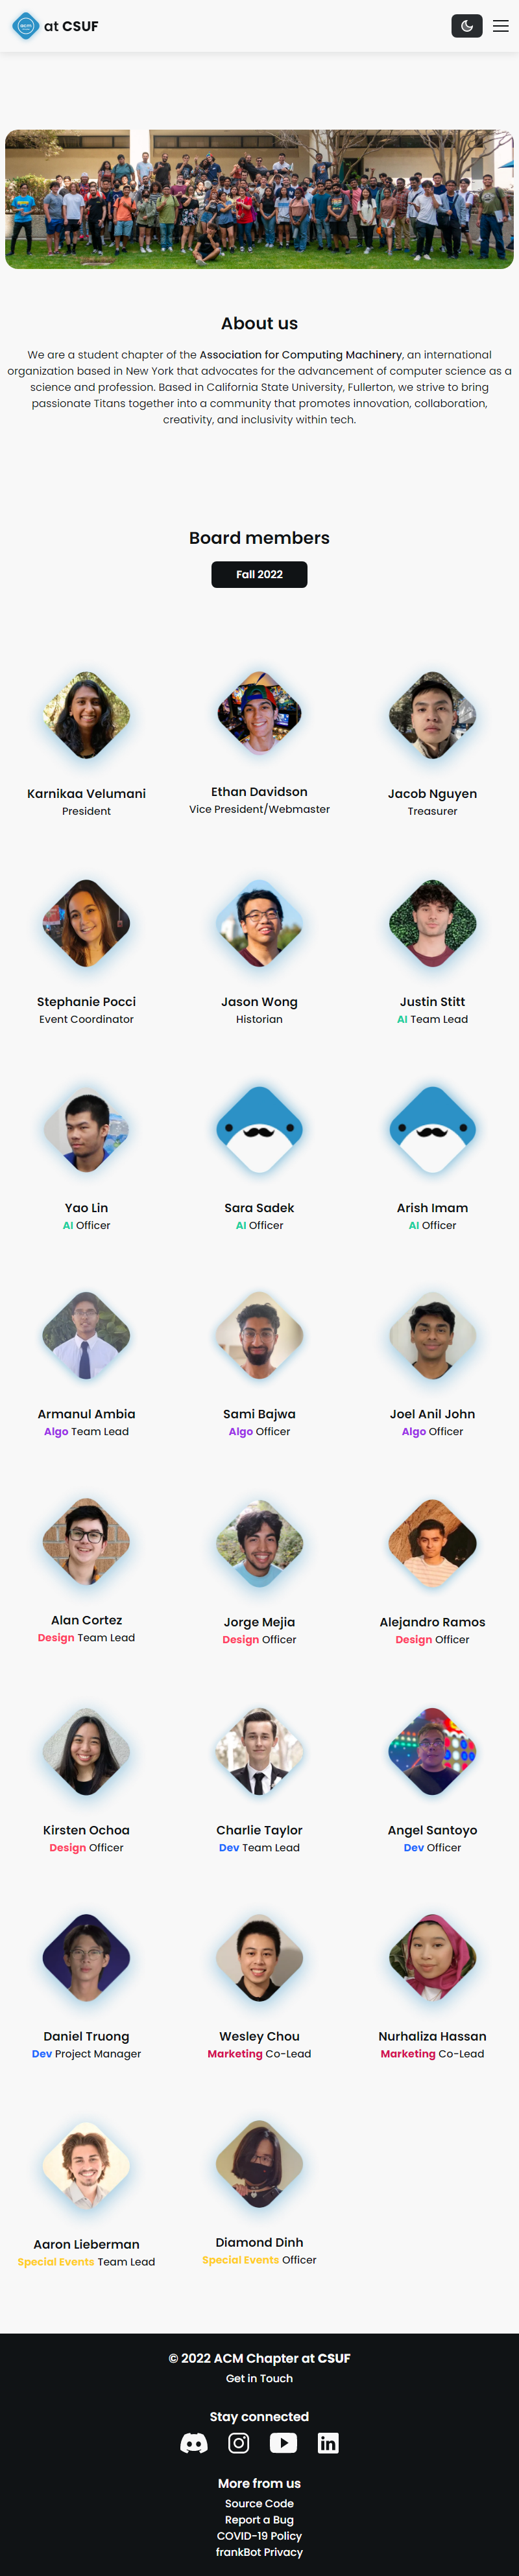 acm
at CSUF
About us
We are a student chapter of the Association for Computing Machinery, an international
organization based in New York that advocates for the advancement of computer science as a
science and profession. Based in California State University, Fullerton, we strive to bring
passionate Titans together into a community that promotes innovation, collaboration,
creativity, and inclusivity within tech.
Board members
Fall 2022
Karnikaa Velumani
President
Ethan Davidson
Vice President/Webmaster
Jacob Nguyen
Treasurer
Stephanie Pocci
Event Coordinator
Jason Wong
Historian
Justin Stitt
AI Team Lead
Yao Lin
AI Officer
Sara Sadek
AI Officer
Arish Imam
AI Officer
Armanul Ambia
Algo Team Lead
Sami Bajwa
Algo Officer
Joel Anil John
Algo Officer
Alan Cortez
Design Team Lead
Jorge Mejia
Design Officer
Alejandro Ramos
Design Officer
Kirsten Ochoa
Design Officer
Charlie Taylor
Dev Team Lead
Angel Santoyo
Dev Officer
Daniel Truong
Dev Project Manager
Wesley Chou
Marketing Co-Lead
Nurhaliza Hassan
Marketing Co-Lead
Aaron Lieberman
Special Events Team Lead
Diamond Dinh
Special Events Officer
© 2022 ACM Chapter at CSUF
Get in Touch
Stay connected
More from us
Source Code
Report a Bug
COVID-19 Policy
frankBot Privacy